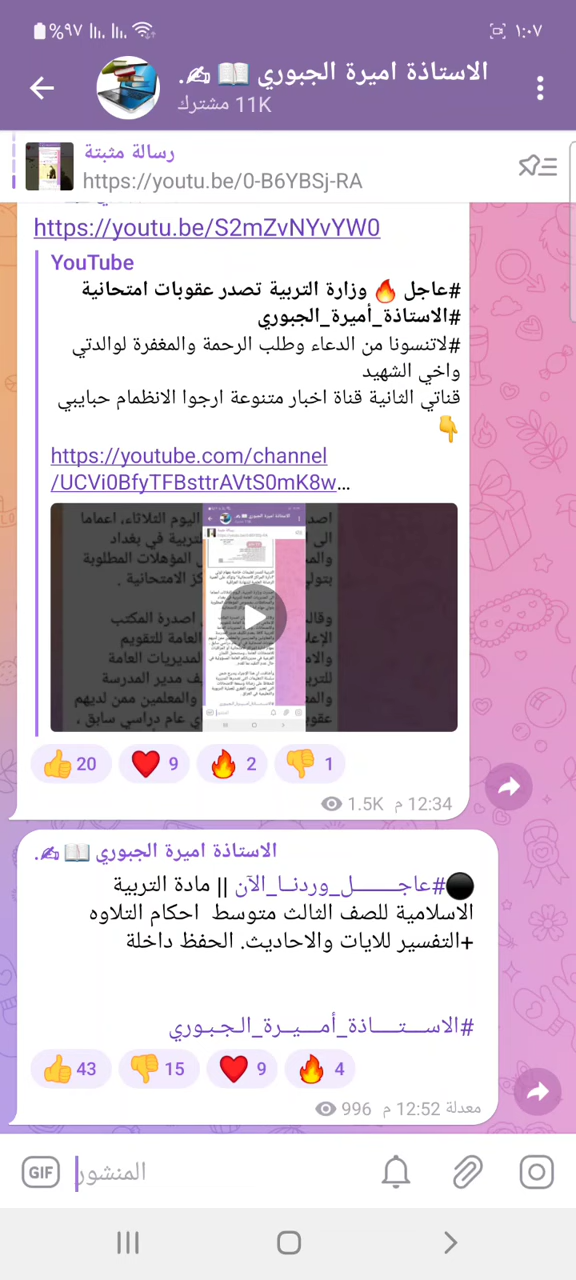 %٩٧
١:٠٧
الاستاذة اميرة الجبوري 📖 ✍.
11K مشترك
رسالة مثبتة
https://youtu.be/0-B6YBSj-RA
https://youtu.be/S2mZvNYvYW0
YouTube
#عاجل 🔥 وزارة التربية تصدر عقوبات امتحانية
#الاستاذة_أميرة_الجبوري
#لاتنسونا من الدعاء وطلب الرحمة والمغفرة لوالدتي
واخي الشهيد
قناتي الثانية قناة اخبار متنوعة ارجوا الانظمام حبايبي
👇
https://youtube.com/channel
/UCVi0BfyTFBsttrAVtS0mK8w...
👍 20 ❤ 9 🔥 2 👎 1
1.5K 12:34 م
الاستاذة اميرة الجبوري 📖 ✍.
⚫#عاجـــــــل_وردنــا_الآن || مادة التربية
الاسلامية للصف الثالث متوسط احكام التلاوه
+التفسير للايات والاحاديث. الحفظ داخلة
#الاســـتــــاذة_أمـــيــرة_الـجـبـوري
👍 43 👎 15 ❤ 9 🔥 4
996 معدلة 12:52 م
GIF
المنشور